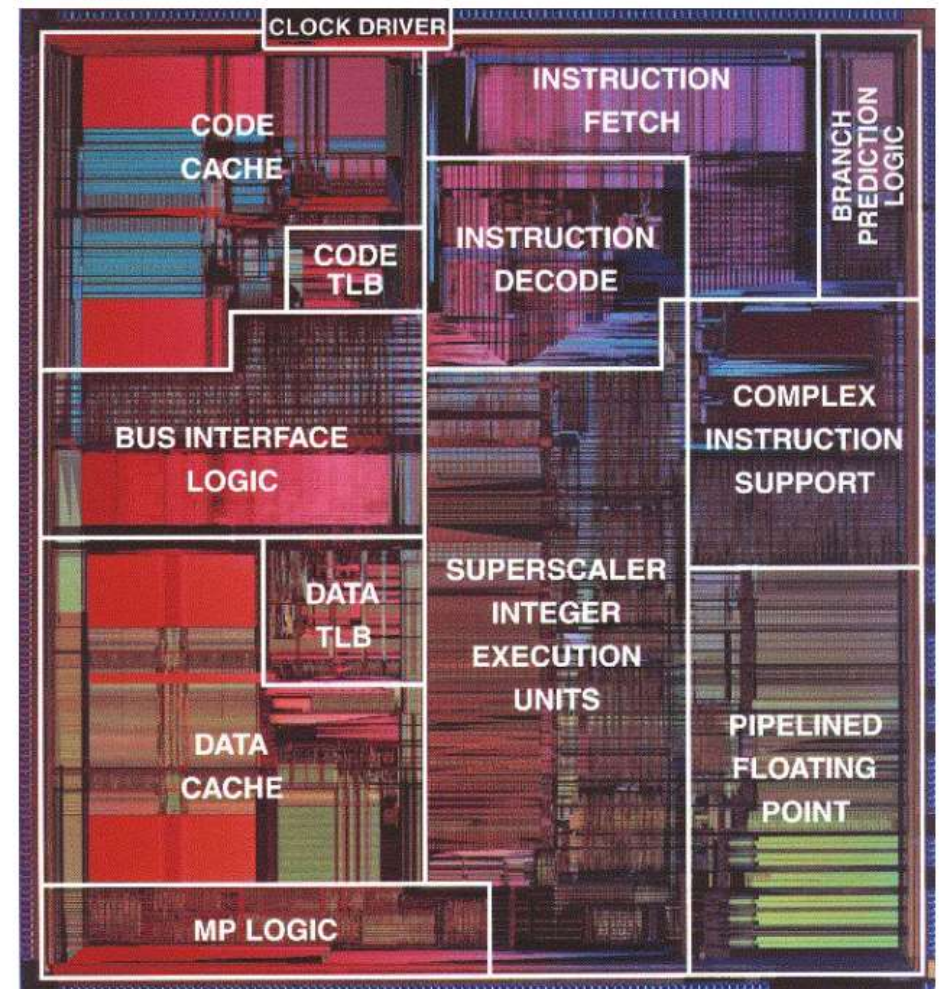 CLOCK DRIVER
CODE
CACHE
INSTRUCTION
FETCH
BRANCH
PREDICTION
LOGIC
CODE
TLB
INSTRUCTION
DECODE
BUS INTERFACE
LOGIC
COMPLEX
INSTRUCTION
SUPPORT
DATA
TLB
SUPERSCALER
INTEGER
EXECUTION
UNITS
DATA
CACHE
PIPELINED
FLOATING
POINT
MP LOGIC